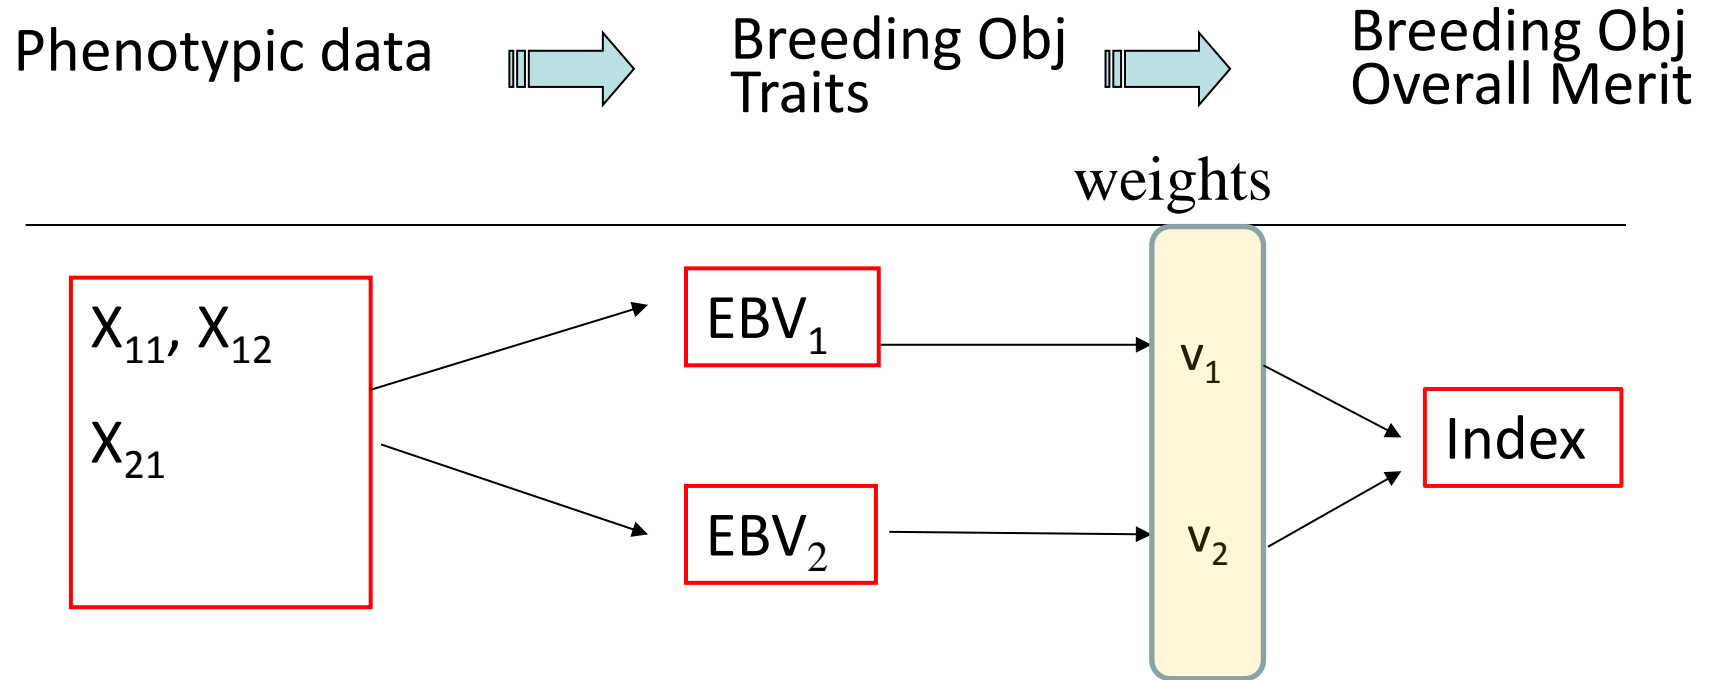 Phenotypic data
Breeding Obj
Traits
Breeding Obj
Overall Merit
weights
X₁₁, X₁₂
X₂₁
EBV₁
EBV₂
v₁
v₂
Index